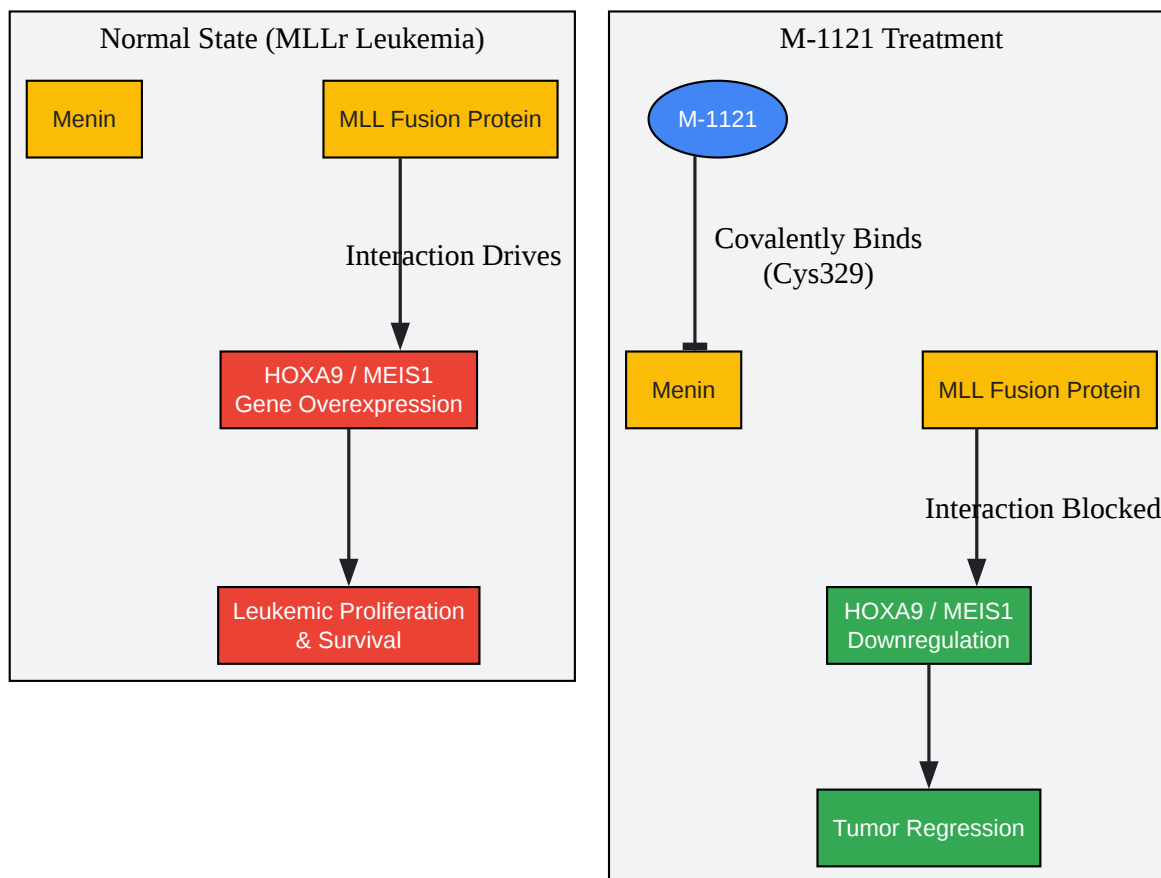 Normal State (MLLr Leukemia)
Menin
MLL Fusion Protein
Interaction Drives
HOXA9 / MEIS1
Gene Overexpression
Leukemic Proliferation
& Survival
M-1121 Treatment
M-1121
Covalently Binds
(Cys329)
Menin
MLL Fusion Protein
Interaction Blocked
HOXA9 / MEIS1
Downregulation
Tumor Regression